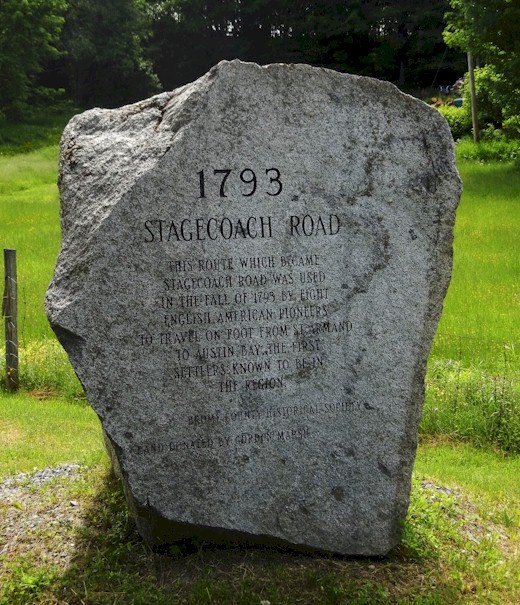 1793
STAGECOACH ROAD
THIS ROUTE WHICH BECAME
STAGECOACH ROAD WAS USED
IN THE FALL OF 1793 BY EIGHT
ENGLISH AMERICAN PIONEERS
TO TRAVEL ON FOOT FROM ST. ARMAND
TO AUSTIN BAY, THE FIRST
SETTLERS KNOWN TO BE IN
THE REGION.
BROME COUNTY HISTORICAL SOCIETY
LAND DONATED BY GORDEN MARSH